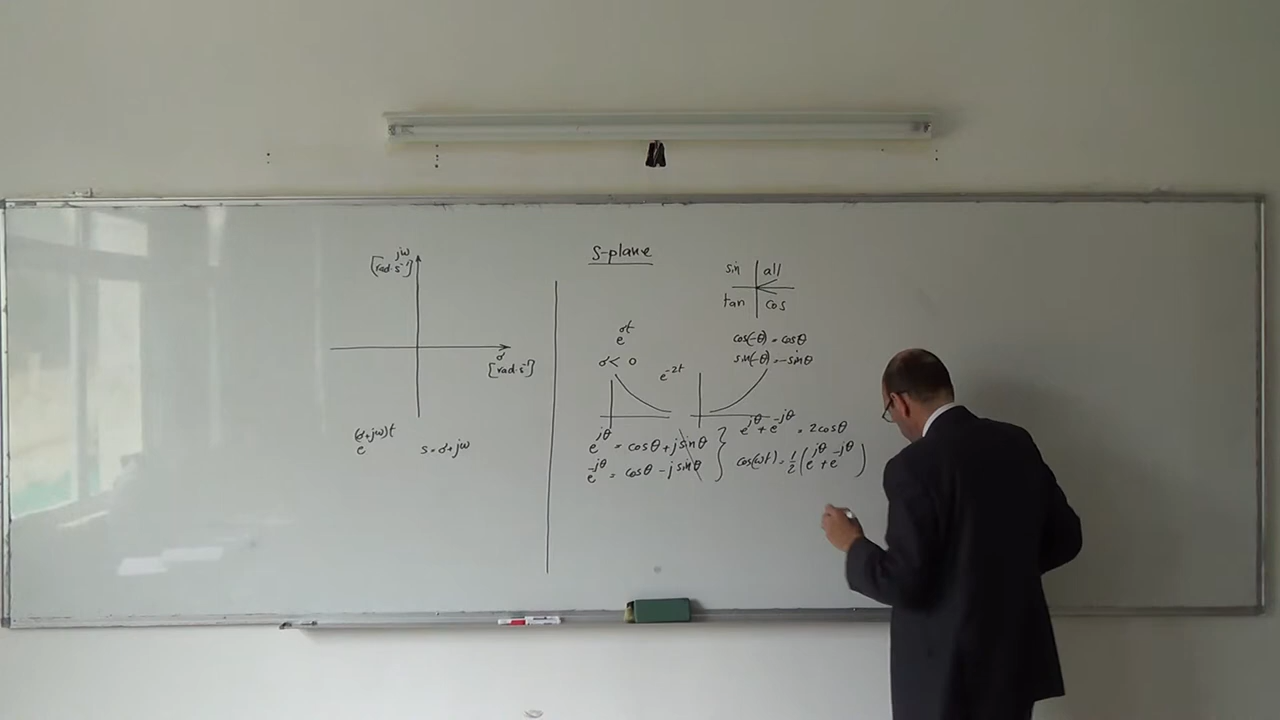 jω
[rad·s⁻¹]
σ
[rad·s⁻¹]
e^(σ+jω)t
s=σ+jω
S-plane
sin all
tan cos
e^σt
σ< 0
e^-2t
cos(-θ)=cosθ
sin(-θ)=-sinθ
e^jθ = cosθ+j sinθ
e^-jθ = cosθ-j sinθ
e^jθ+e^-jθ = 2cosθ
cos(ωt)=1/2(e^jθ+e^-jθ)